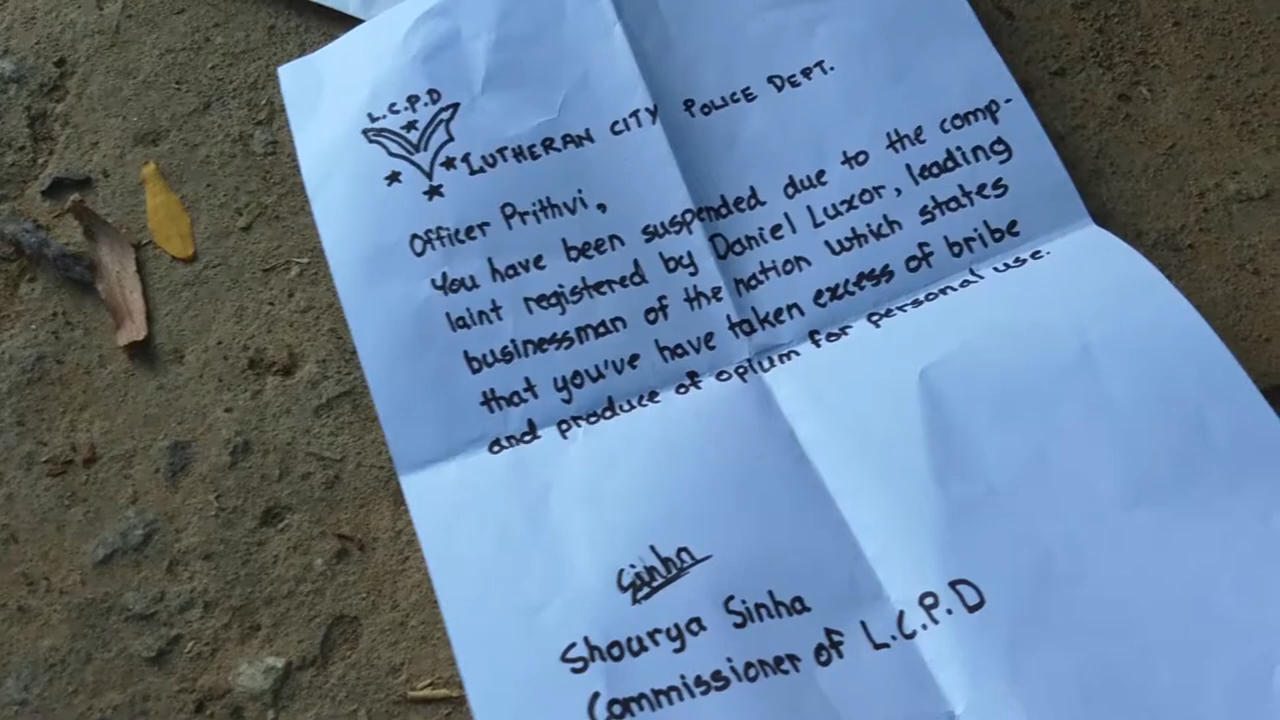 L.C.P.D
LUTHERAN CITY POLICE DEPT.
Officer Prithvi,
You have been suspended due to the comp-
laint registered by Daniel Luxor, leading
businessman of the nation which states
that you've have taken excess of bribe
and produce of opium for personal use.
Sinha
Shourya Sinha
Commissioner of L.C.P.D